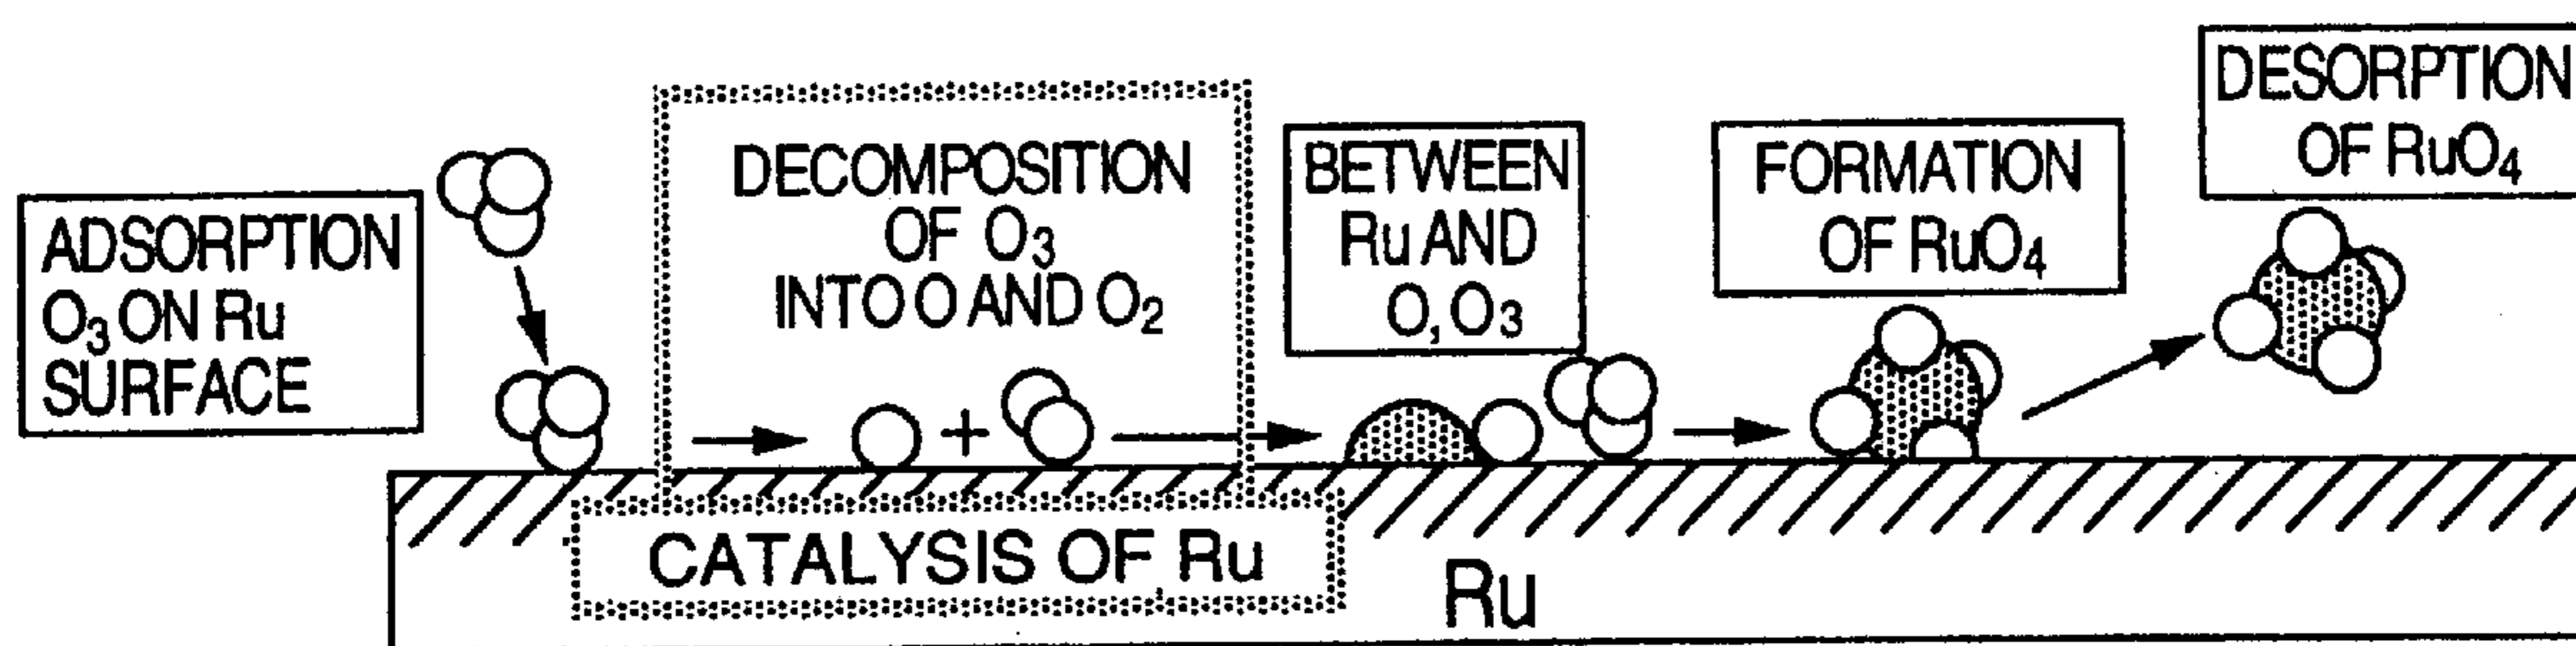 ADSORPTION
O₃ ON Ru
SURFACE
DECOMPOSITION
OF O₃
INTO O AND O₂
BETWEEN
Ru AND
O, O₃
FORMATION
OF RuO₄
DESORPTION
OF RuO₄
CATALYSIS OF Ru
Ru
+